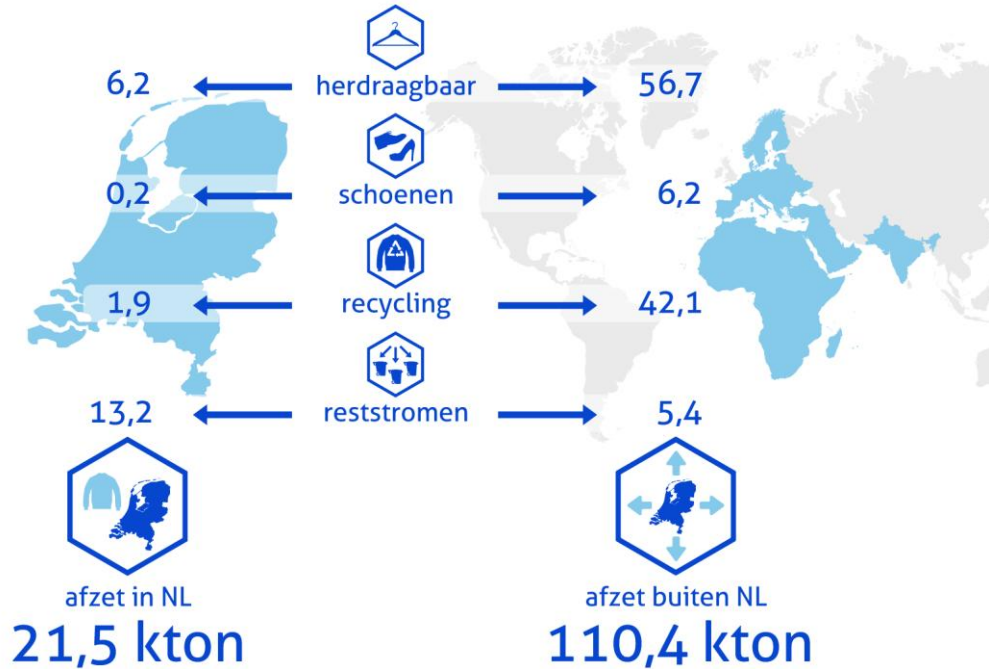 6,2 herdraagbaar 56,7
0,2 schoenen 6,2
1,9 recycling 42,1
13,2 reststromen 5,4
afzet in NL
21,5 kton
afzet buiten NL
110,4 kton